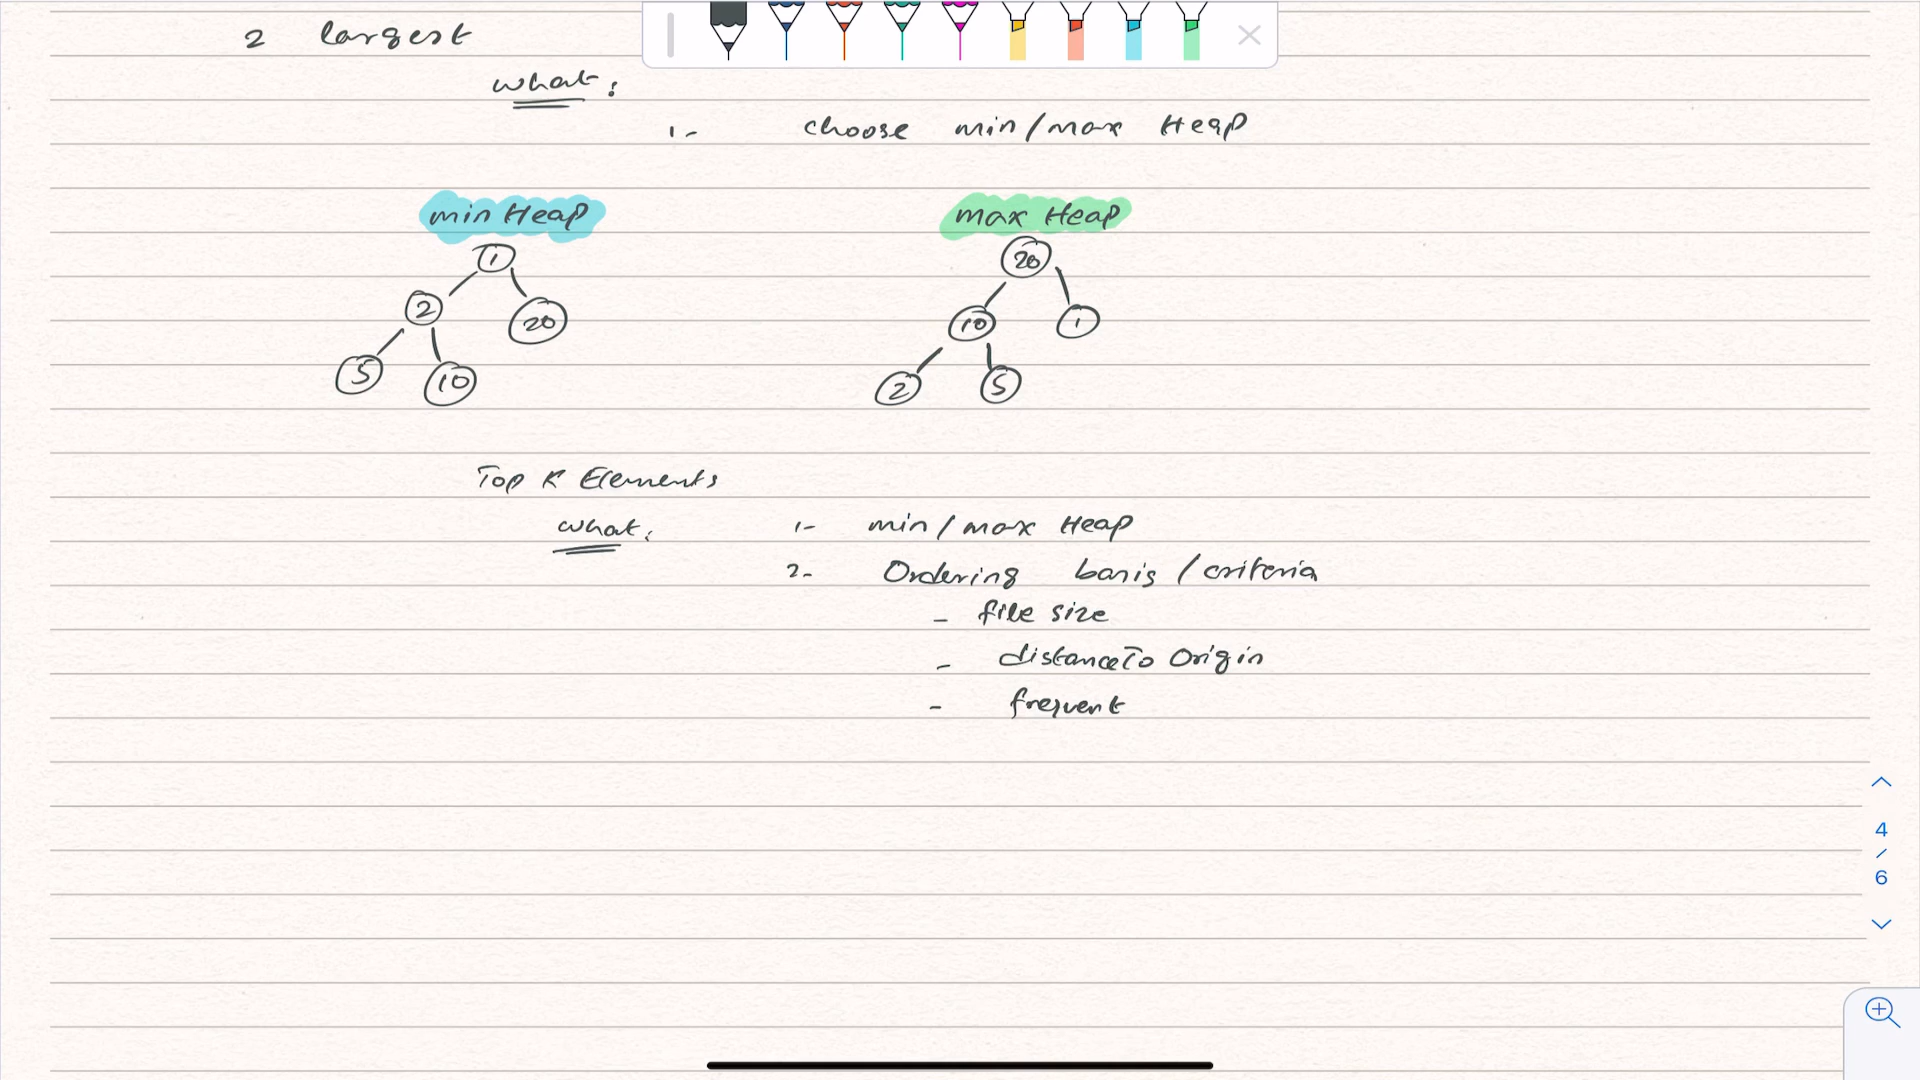 2 largest
what:
1- choose min/max Heap
min Heap
max Heap
1
20
2
20
10
1
5
10
2
5
Top K Elements
what:
1- min/max Heap
2- Ordering basis/criteria
- file size
- distanceTo Origin
- frequent
4
/
6